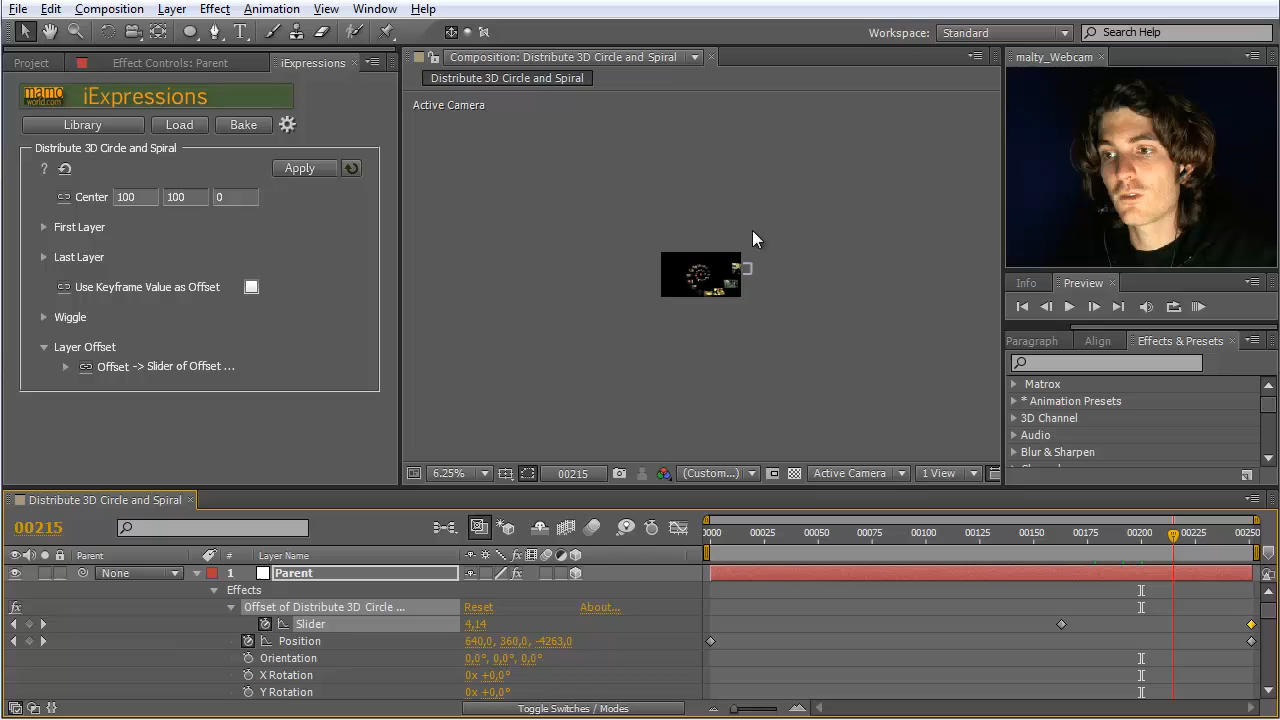 File Edit Composition Layer Effect Animation View Window Help
Workspace: Standard Search Help
Project Effect Controls: Parent iExpressions
Composition: Distribute 3D Circle and Spiral
malty_Webcam
Distribute 3D Circle and Spiral
mamo world.com iExpressions
Active Camera
Library Load Bake
Distribute 3D Circle and Spiral
? Apply
Center 100 100 0
First Layer
Last Layer
Use Keyframe Value as Offset
Wiggle
Layer Offset
Offset -> Slider of Offset ...
Info Preview
Paragraph Align Effects & Presets
Matrox
* Animation Presets
3D Channel
Audio
Blur & Sharpen
6.25% 00215 (Custom... Active Camera 1 View
Distribute 3D Circle and Spiral
00215
0000 00025 00050 00075 00100 00125 00150 00175 00200 00225 00250
Parent # Layer Name
None 1 Parent
Effects
fx Offset of Distribute 3D Circle ... Reset About...
Slider 4,14
Position 640,0, 360,0, -4263,0
Orientation 0,0°, 0,0°, 0,0°
X Rotation 0x +0,0°
Y Rotation 0x +0,0°
Toggle Switches / Modes